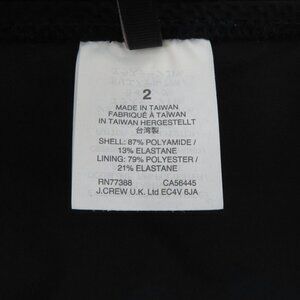 2
MADE IN TAIWAN
FABRIQUÉ À TAÏWAN
IN TAIWAN HERGESTELLT
台湾製
SHELL: 87% POLYAMIDE /
13% ELASTANE
LINING: 79% POLYESTER /
21% ELASTANE
RN77388 CA56445
J.CREW U.K. Ltd EC4V 6JA